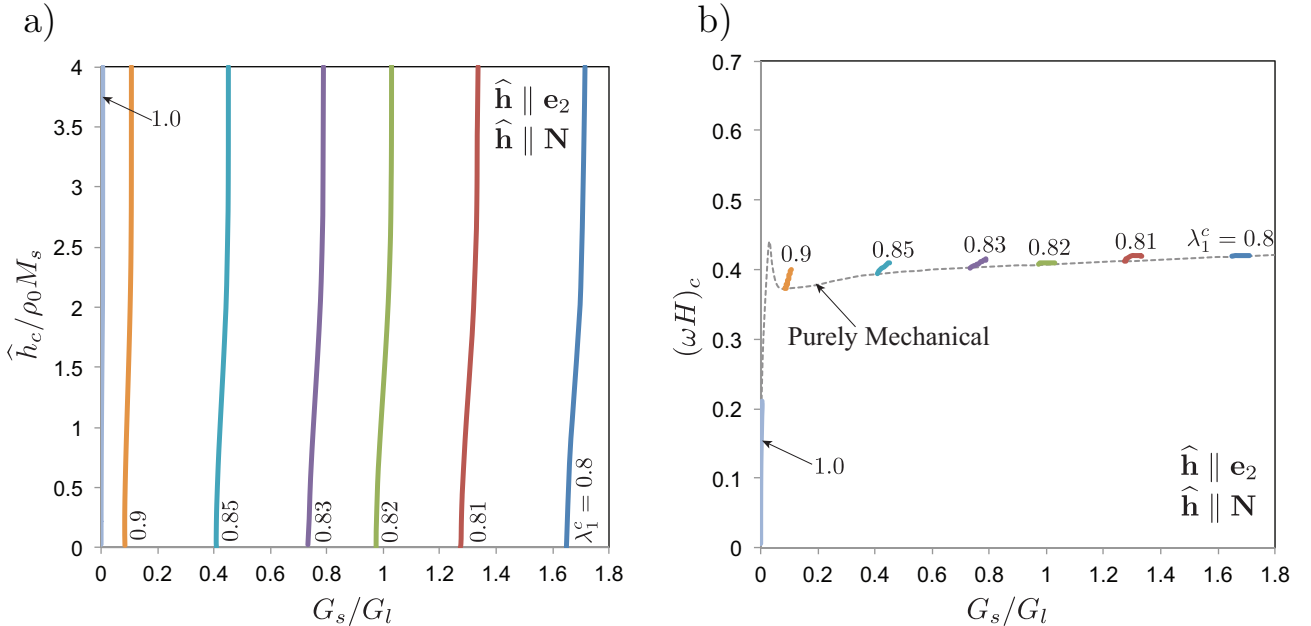 a)
4
3.5
3
2.5
2
1.5
1
0.5
0
ĥ_c/ρ₀M_s
1.0
ĥ ∥ e₂
ĥ ∥ N
0.9
0.85
0.83
0.82
0.81
λ₁ᶜ = 0.8
0 0.2 0.4 0.6 0.8 1 1.2 1.4 1.6 1.8
G_s/G_l
b)
0.7
0.6
0.5
0.4
0.3
0.2
0.1
0
(ωH)_c
0.9
0.85
0.83
0.82
0.81
λ₁ᶜ = 0.8
Purely Mechanical
1.0
ĥ ∥ e₂
ĥ ∥ N
0 0.2 0.4 0.6 0.8 1 1.2 1.4 1.6 1.8
G_s/G_l